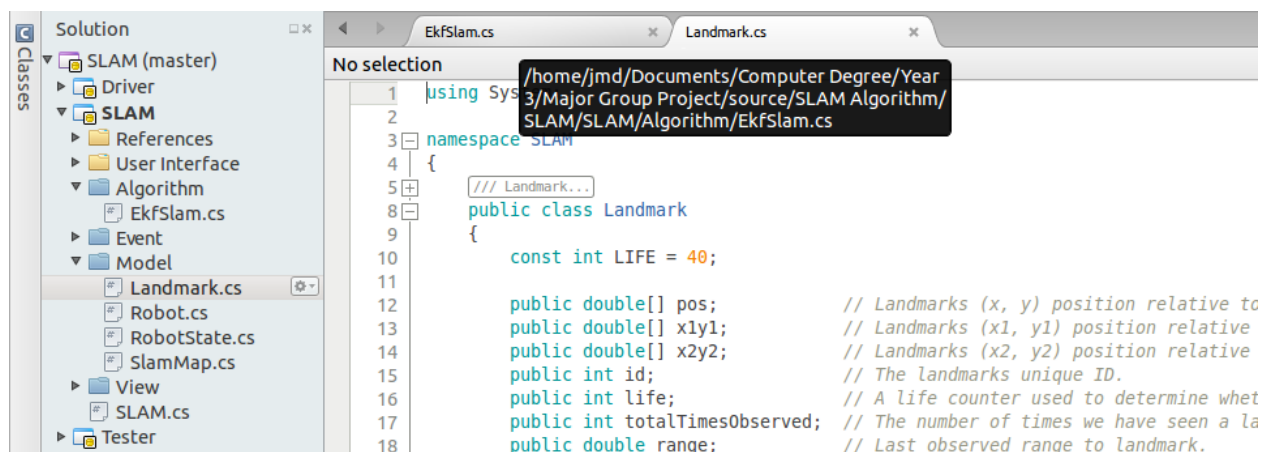 Classes
Solution
SLAM (master)
Driver
SLAM
References
User Interface
Algorithm
EkfSlam.cs
Event
Model
Landmark.cs
Robot.cs
RobotState.cs
SlamMap.cs
View
SLAM.cs
Tester
EkfSlam.cs
Landmark.cs
No selection
/home/jmd/Documents/Computer Degree/Year
3/Major Group Project/source/SLAM Algorithm/
SLAM/SLAM/Algorithm/EkfSlam.cs
1 using Sys
2
3 namespace SLAM
4 {
5 /// Landmark...
8 public class Landmark
9 {
10 const int LIFE = 40;
11
12 public double[] pos; // Landmarks (x, y) position relative to
13 public double[] x1y1; // Landmarks (x1, y1) position relative
14 public double[] x2y2; // Landmarks (x2, y2) position relative
15 public int id; // The landmarks unique ID.
16 public int life; // A life counter used to determine whet
17 public int totalTimesObserved; // The number of times we have seen a la
18 public double range; // Last observed range to landmark.